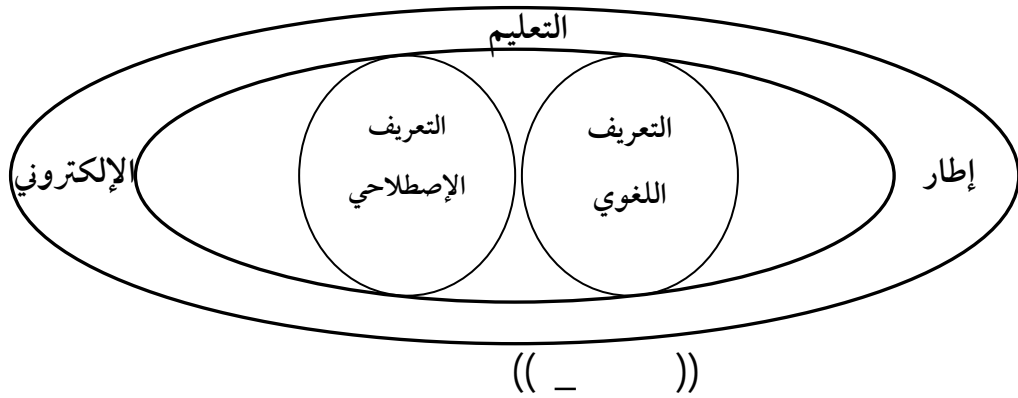 التعليم
إطار
الإلكتروني
التعريف
اللغوي
التعريف
الإصطلاحي
(( _ ))